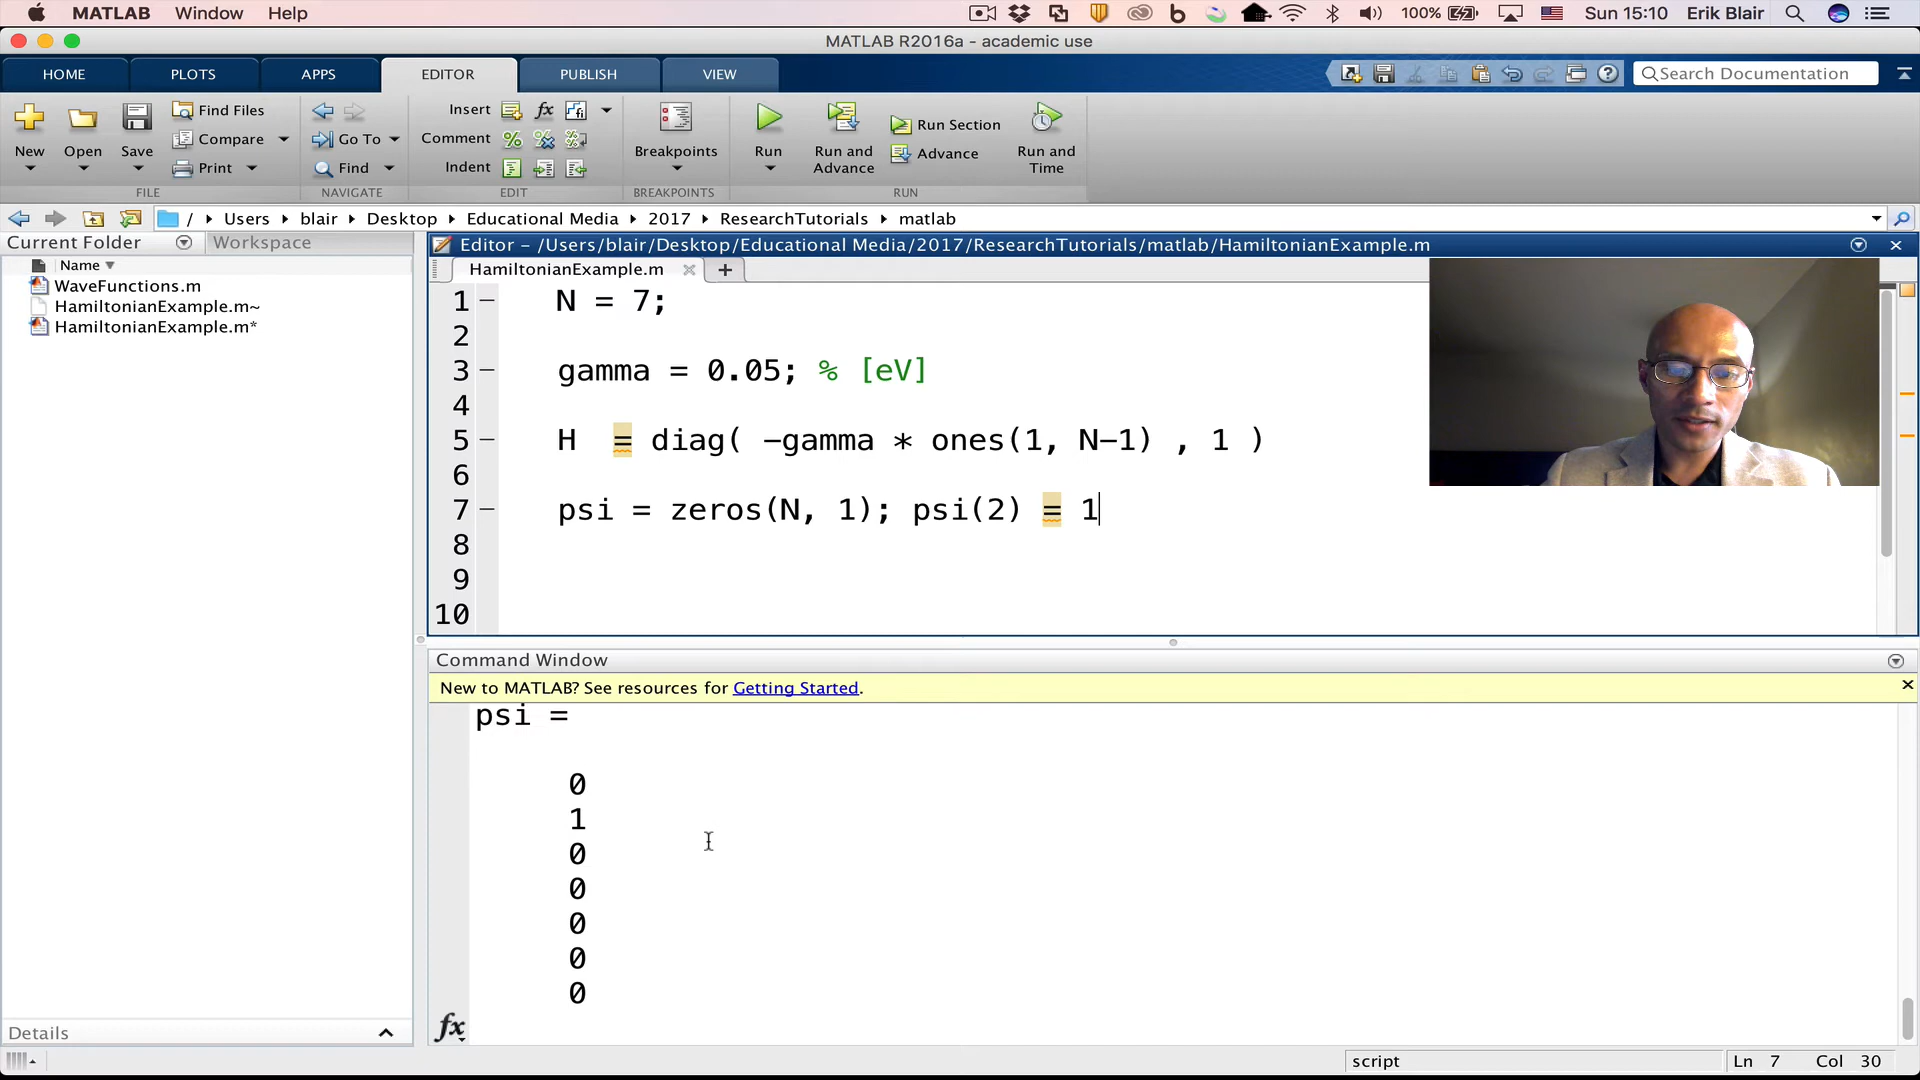 MATLAB Window Help 100% Sun 15:10 Erik Blair
MATLAB R2016a - academic use
HOME PLOTS APPS EDITOR PUBLISH VIEW Search Documentation
New Open Save Find Files Compare Print
FILE
Go To Find
NAVIGATE
Insert fx
Comment
Indent
EDIT
Breakpoints
BREAKPOINTS
Run Run and Advance Run Section Advance Run and Time
RUN
/ Users blair Desktop Educational Media 2017 ResearchTutorials matlab
Current Folder Workspace
Name
WaveFunctions.m
HamiltonianExample.m~
HamiltonianExample.m*
Details
Editor – /Users/blair/Desktop/Educational Media/2017/ResearchTutorials/matlab/HamiltonianExample.m
HamiltonianExample.m
1 – N = 7;
2
3 – gamma = 0.05; % [eV]
4
5 – H = diag( -gamma * ones(1, N-1) , 1 )
6
7 – psi = zeros(N, 1); psi(2) = 1
8
9
10
Command Window
New to MATLAB? See resources for Getting Started.
psi =
0
1
0
0
0
0
0
fx
script Ln 7 Col 30